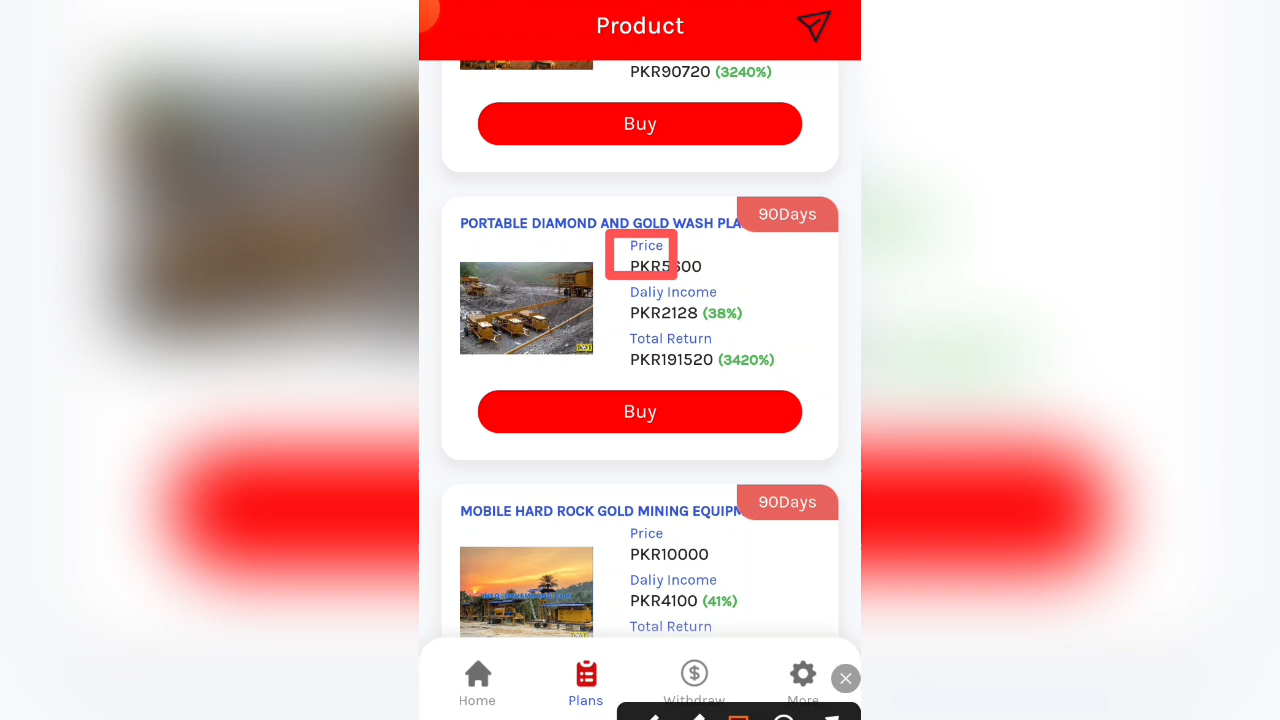 Product
PKR90720 (3240%)
Buy
90Days
PORTABLE DIAMOND AND GOLD WASH PLA
Price
PKR5600
Daliy Income
PKR2128 (38%)
Total Return
PKR191520 (3420%)
Buy
90Days
MOBILE HARD ROCK GOLD MINING EQUIPM
Price
PKR10000
Daliy Income
PKR4100 (41%)
Total Return
Home
Plans
Withdraw
More